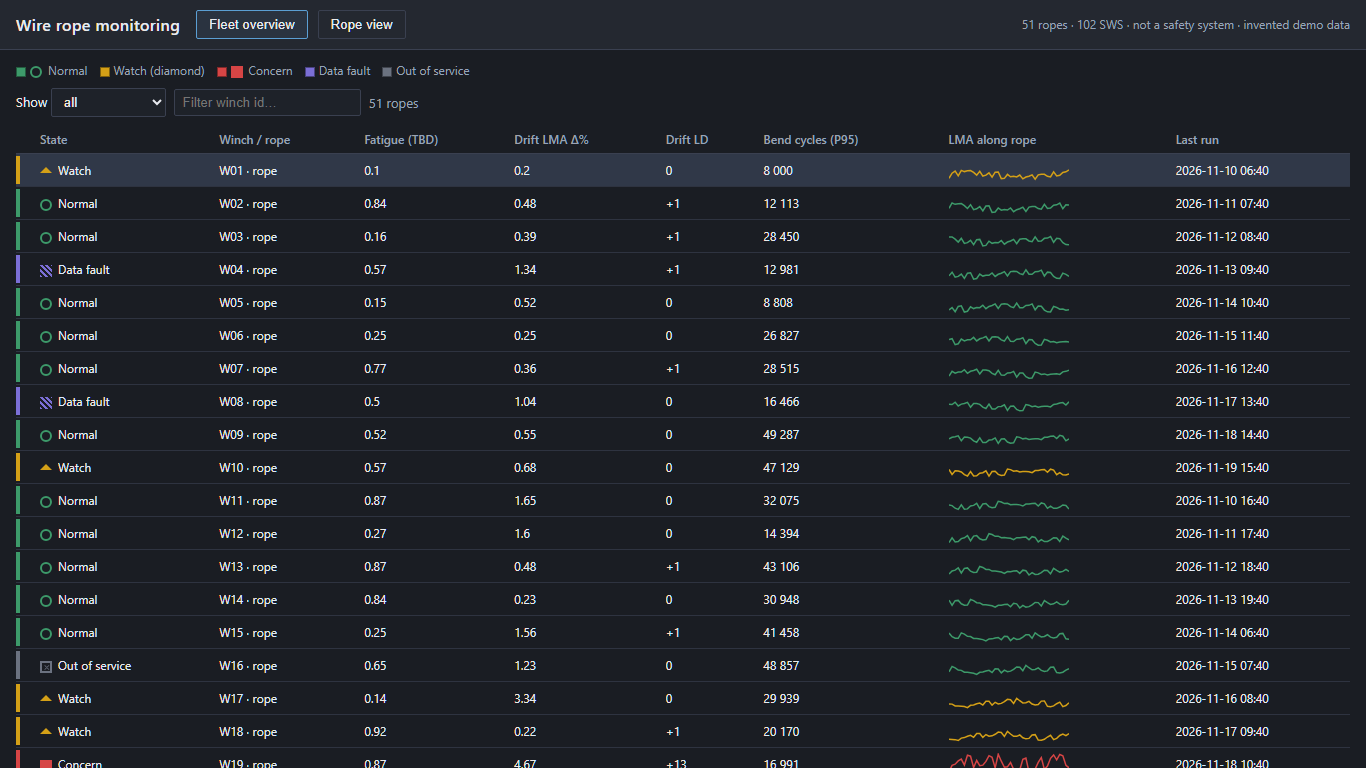 Wire rope monitoring Fleet overview Rope view 51 ropes · 102 SWS · not a safety system · invented demo data
Normal Watch (diamond) Concern Data fault Out of service
Show all Filter winch id... 51 ropes
State Winch / rope Fatigue (TBD) Drift LMA Δ% Drift LD Bend cycles (P95) LMA along rope Last run
Watch W01 · rope 0.1 0.2 0 8 000 2026-11-10 06:40
Normal W02 · rope 0.84 0.48 +1 12 113 2026-11-11 07:40
Normal W03 · rope 0.16 0.39 +1 28 450 2026-11-12 08:40
Data fault W04 · rope 0.57 1.34 +1 12 981 2026-11-13 09:40
Normal W05 · rope 0.15 0.52 0 8 808 2026-11-14 10:40
Normal W06 · rope 0.25 0.25 0 26 827 2026-11-15 11:40
Normal W07 · rope 0.77 0.36 +1 28 515 2026-11-16 12:40
Data fault W08 · rope 0.5 1.04 0 16 466 2026-11-17 13:40
Normal W09 · rope 0.52 0.55 0 49 287 2026-11-18 14:40
Watch W10 · rope 0.57 0.68 0 47 129 2026-11-19 15:40
Normal W11 · rope 0.87 1.65 0 32 075 2026-11-10 16:40
Normal W12 · rope 0.27 1.6 0 14 394 2026-11-11 17:40
Normal W13 · rope 0.87 0.48 +1 43 106 2026-11-12 18:40
Normal W14 · rope 0.84 0.23 0 30 948 2026-11-13 19:40
Normal W15 · rope 0.25 1.56 +1 41 458 2026-11-14 06:40
Out of service W16 · rope 0.65 1.23 0 48 857 2026-11-15 07:40
Watch W17 · rope 0.14 3.34 0 29 939 2026-11-16 08:40
Watch W18 · rope 0.92 0.22 +1 20 170 2026-11-17 09:40
Concern W19 · rope 0.87 4.67 +13 16 991 2026-11-18 10:40